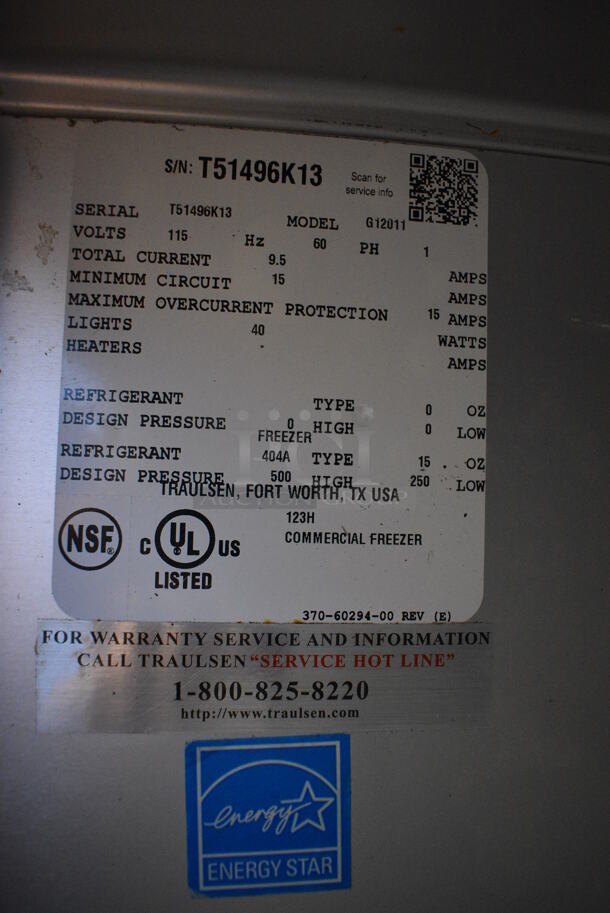 S/N: T51496K13
Scan for
service info
SERIAL T51496K13 MODEL G12011
VOLTS 115 Hz 60 PH 1
TOTAL CURRENT 9.5 AMPS
MINIMUM CIRCUIT 15 AMPS
MAXIMUM OVERCURRENT PROTECTION 15 AMPS
LIGHTS 40 WATTS
HEATERS . AMPS
REFRIGERANT TYPE 0 OZ
DESIGN PRESSURE 0 HIGH 0 LOW
FREEZER
REFRIGERANT 404A TYPE 15 OZ
DESIGN PRESSURE 500 HIGH 250 LOW
TRAULSEN, FORT WORTH, TX USA
123H
COMMERCIAL FREEZER
NSF®
C UL US
LISTED
370-60294-00 REV (E)
FOR WARRANTY SERVICE AND INFORMATION
CALL TRAULSEN "SERVICE HOT LINE"
1-800-825-8220
http://www.traulsen.com
energy
ENERGY STAR